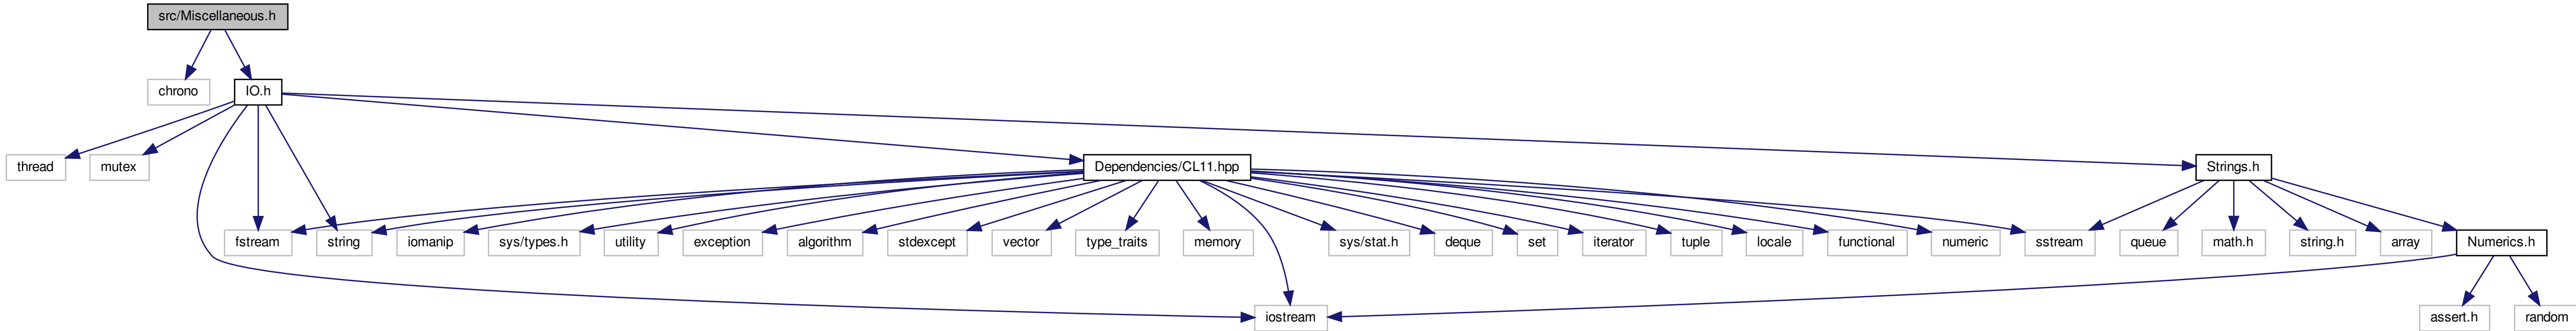 src/Miscellaneous.h
chrono
IO.h
thread
mutex
Dependencies/CL11.hpp
Strings.h
fstream
string
iomanip
sys/types.h
utility
exception
algorithm
stdexcept
vector
type_traits
memory
sys/stat.h
deque
set
iterator
tuple
locale
functional
numeric
sstream
queue
math.h
string.h
array
Numerics.h
iostream
assert.h
random